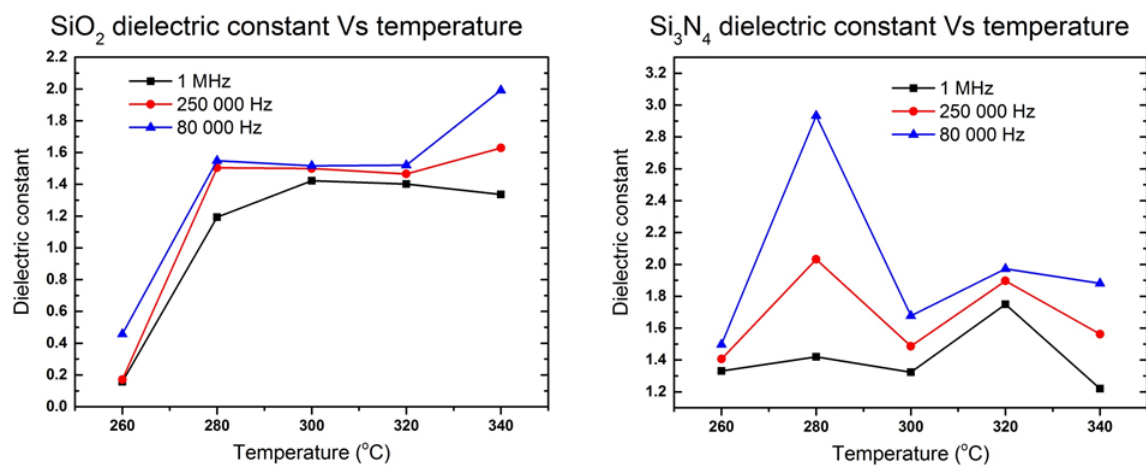 SiO₂ dielectric constant Vs temperature
2.2
2.0
1.8
1.6
1.4
1.2
1.0
0.8
0.6
0.4
0.2
0.0
Dielectric constant
1 MHz
250 000 Hz
80 000 Hz
260 280 300 320 340
Temperature (°C)
Si₃N₄ dielectric constant Vs temperature
3.2
3.0
2.8
2.6
2.4
2.2
2.0
1.8
1.6
1.4
1.2
Dielectric constant
1 MHz
250 000 Hz
80 000 Hz
260 280 300 320 340
Temperature (°C)